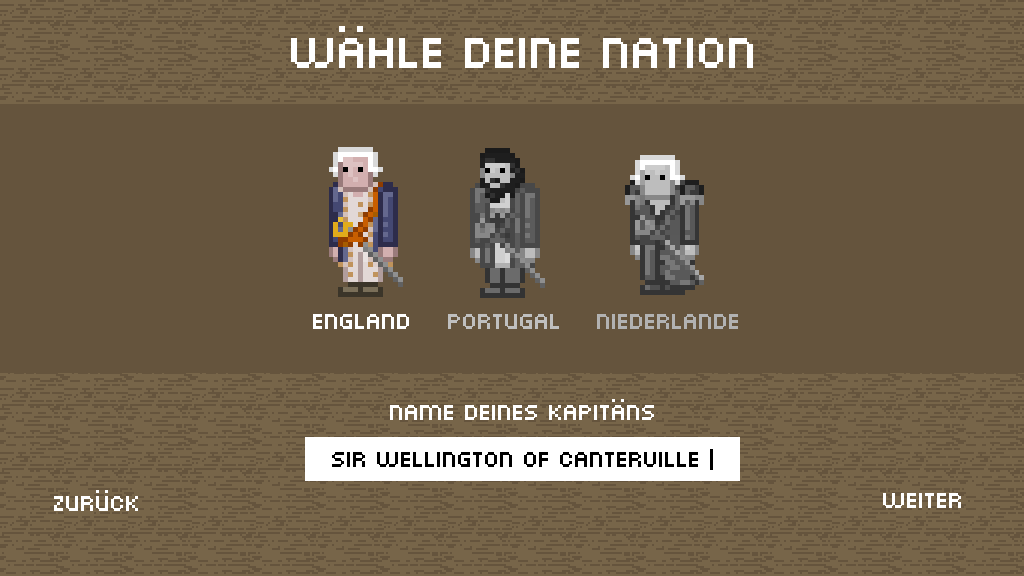 WÄHLE DEINE NATION
ENGLAND PORTUGAL NIEDERLANDE
NAME DEINES KAPITÄNS
SIR WELLINGTON OF CANTERVILLE |
ZURÜCK WEITER